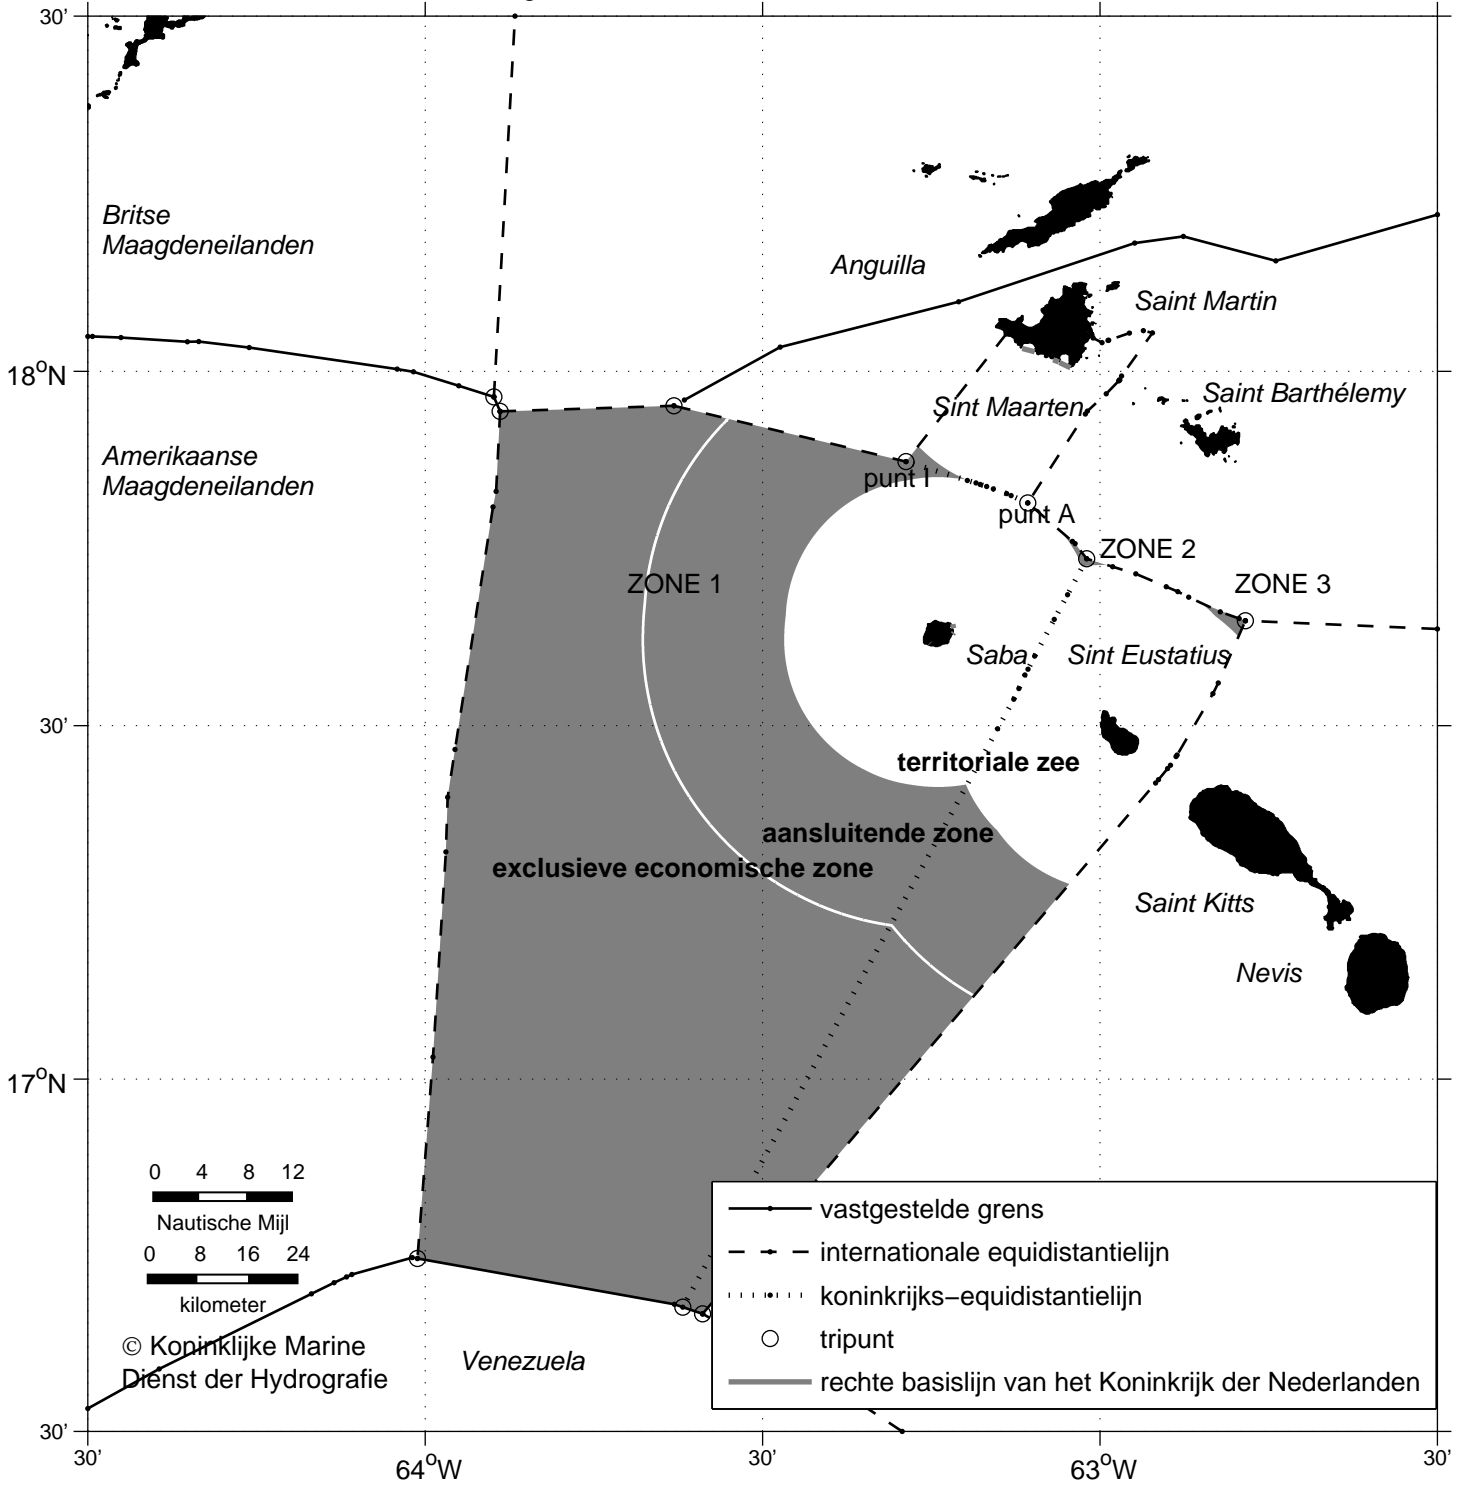 30'
Britse
Maagdeneilanden
Anguilla
Saint Martin
18°N
Saint Barthélemy
Sint Maarten
Amerikaanse
Maagdeneilanden
punt I
punt A
ZONE 2
ZONE 1
ZONE 3
Saba
Sint Eustatius
30'
territoriale zee
aansluitende zone
exclusieve economische zone
Saint Kitts
Nevis
17°N
0 4 8 12
Nautische Mijl
0 8 16 24
kilometer
© Koninklijke Marine
Dienst der Hydrografie
Venezuela
vastgestelde grens
internationale equidistantielijn
koninkrijks−equidistantielijn
tripunt
rechte basislijn van het Koninkrijk der Nederlanden
30'
30' 64°W 30' 63°W 30'